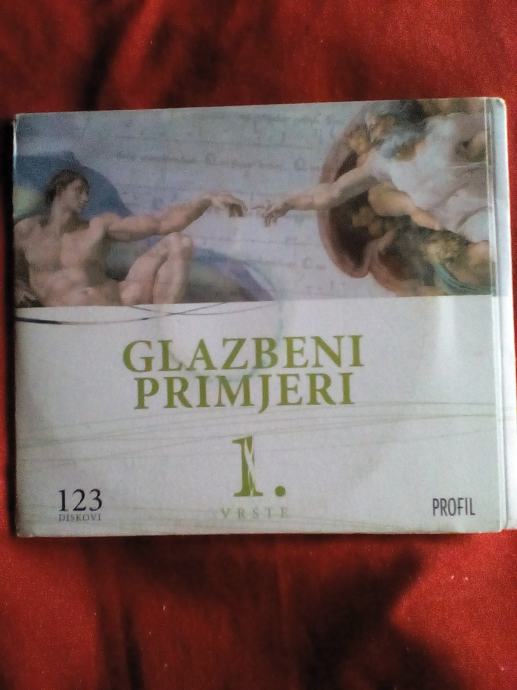 GLAZBENI
PRIMJERI
1.
VRSTE
123
DISKOVI
PROFIL